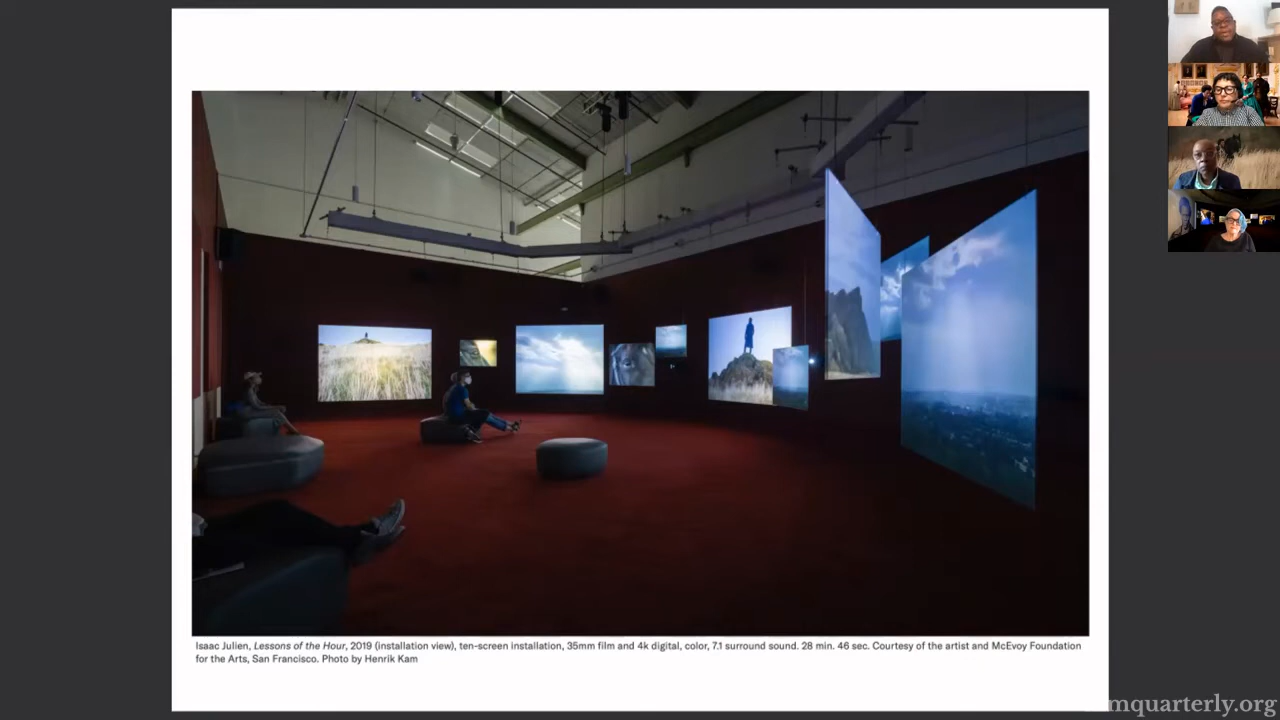 Isaac Julien, Lessons of the Hour, 2019 (installation view), ten-screen installation, 35mm film and 4k digital, color, 7.1 surround sound. 28 min. 46 sec. Courtesy of the artist and McEvoy Foundation
for the Arts, San Francisco. Photo by Henrik Kam
mquarterly.org